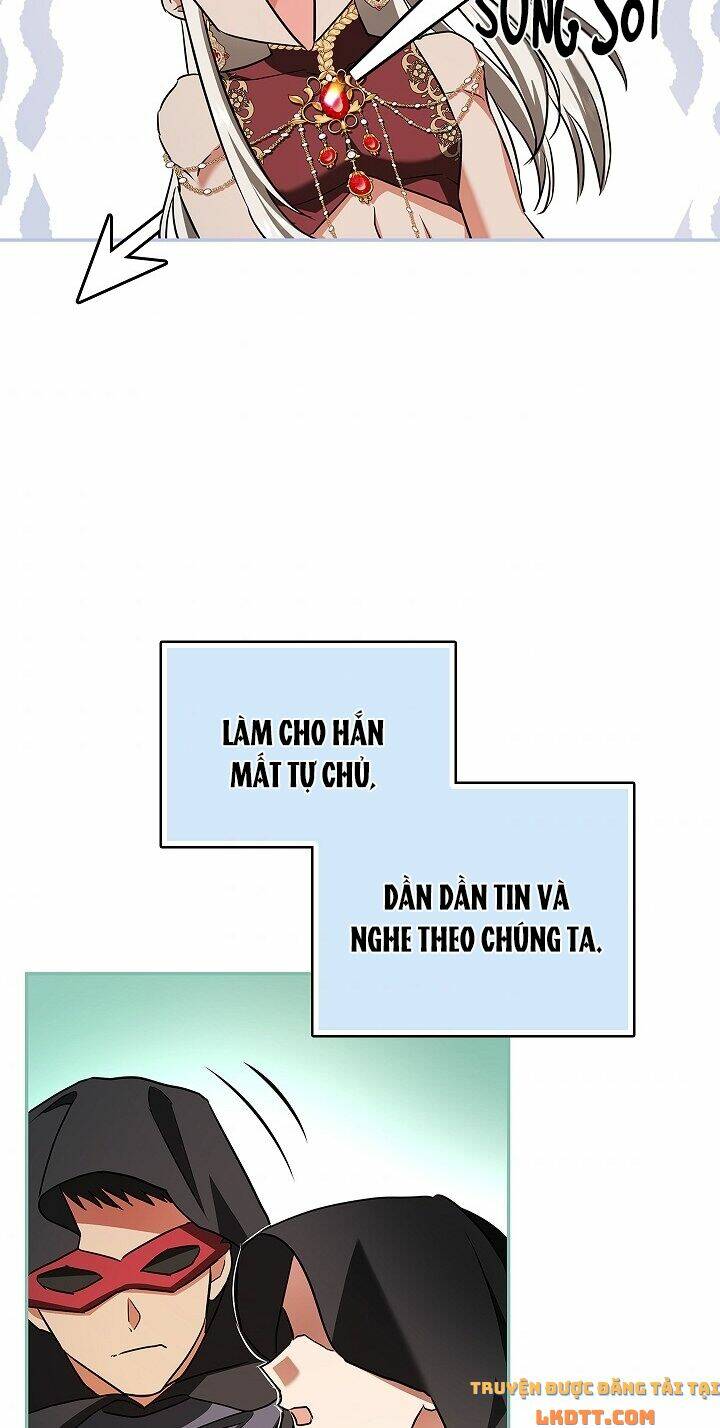 SỬNG SỐT
LÀM CHO HẮN
MẤT TỰ CHỦ,
DẦN DẦN TIN VÀ
NGHE THEO CHÚNG TA.
TRUYỆN ĐƯỢC ĐĂNG TẢI TẠI
LKDTT.COM